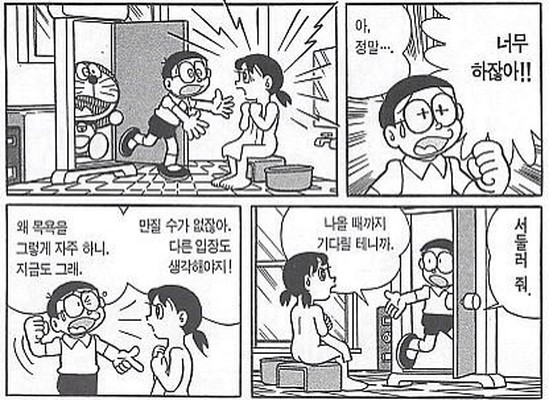 아,
정말….
너무
하잖아!!
왜 목욕을
그렇게 자주 하니.
지금도 그래.
만질 수가 없잖아.
다른 입장도
생각해야지!
나올 때까지
기다릴 테니까.
서둘러 줘.